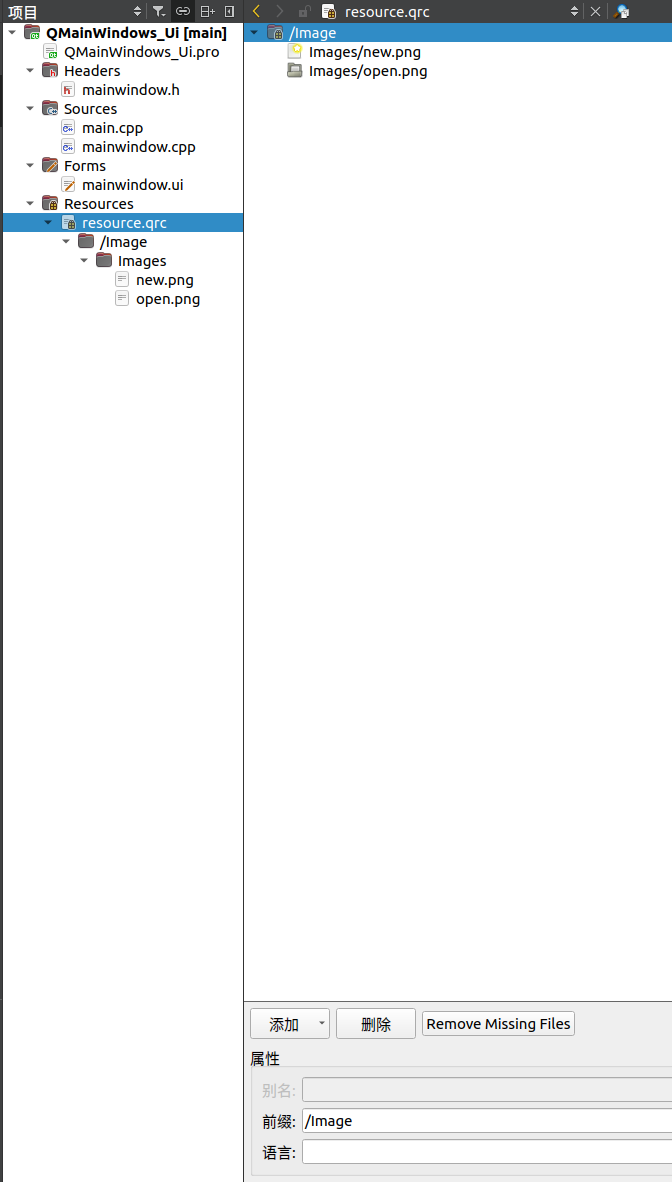 项目
QMainWindows_Ui [main]
QMainWindows_Ui.pro
Headers
mainwindow.h
Sources
main.cpp
mainwindow.cpp
Forms
mainwindow.ui
Resources
resource.qrc
/Image
Images
new.png
open.png
resource.qrc
/Image
Images/new.png
Images/open.png
添加 删除 Remove Missing Files
属性
别名:
前缀: /Image
语言: